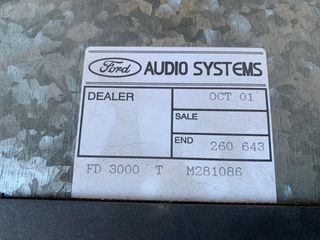 Ford AUDIO SYSTEMS
DEALER OCT 01
SALE
END 260 643
FD 3000 T M281086